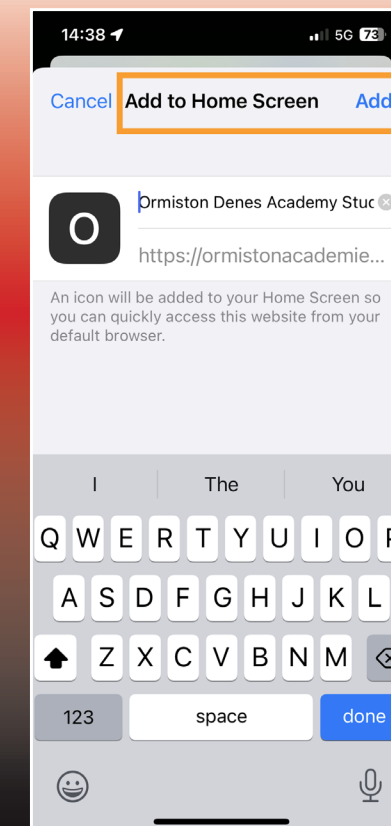 14:38 5G 73
Cancel Add to Home Screen Add
O
Ormiston Denes Academy Stuc
https://ormistonacademie...
An icon will be added to your Home Screen so
you can quickly access this website from your
default browser.
I The You
Q W E R T Y U I O P
A S D F G H J K L
Z X C V B N M
123 space done